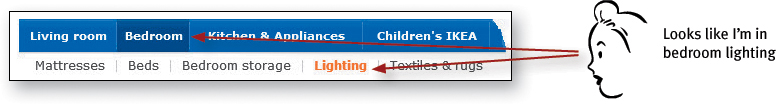 Living room Bedroom Kitchen & Appliances Children's IKEA
Mattresses Beds Bedroom storage Lighting Textiles & rugs
Looks like I'm in
bedroom lighting